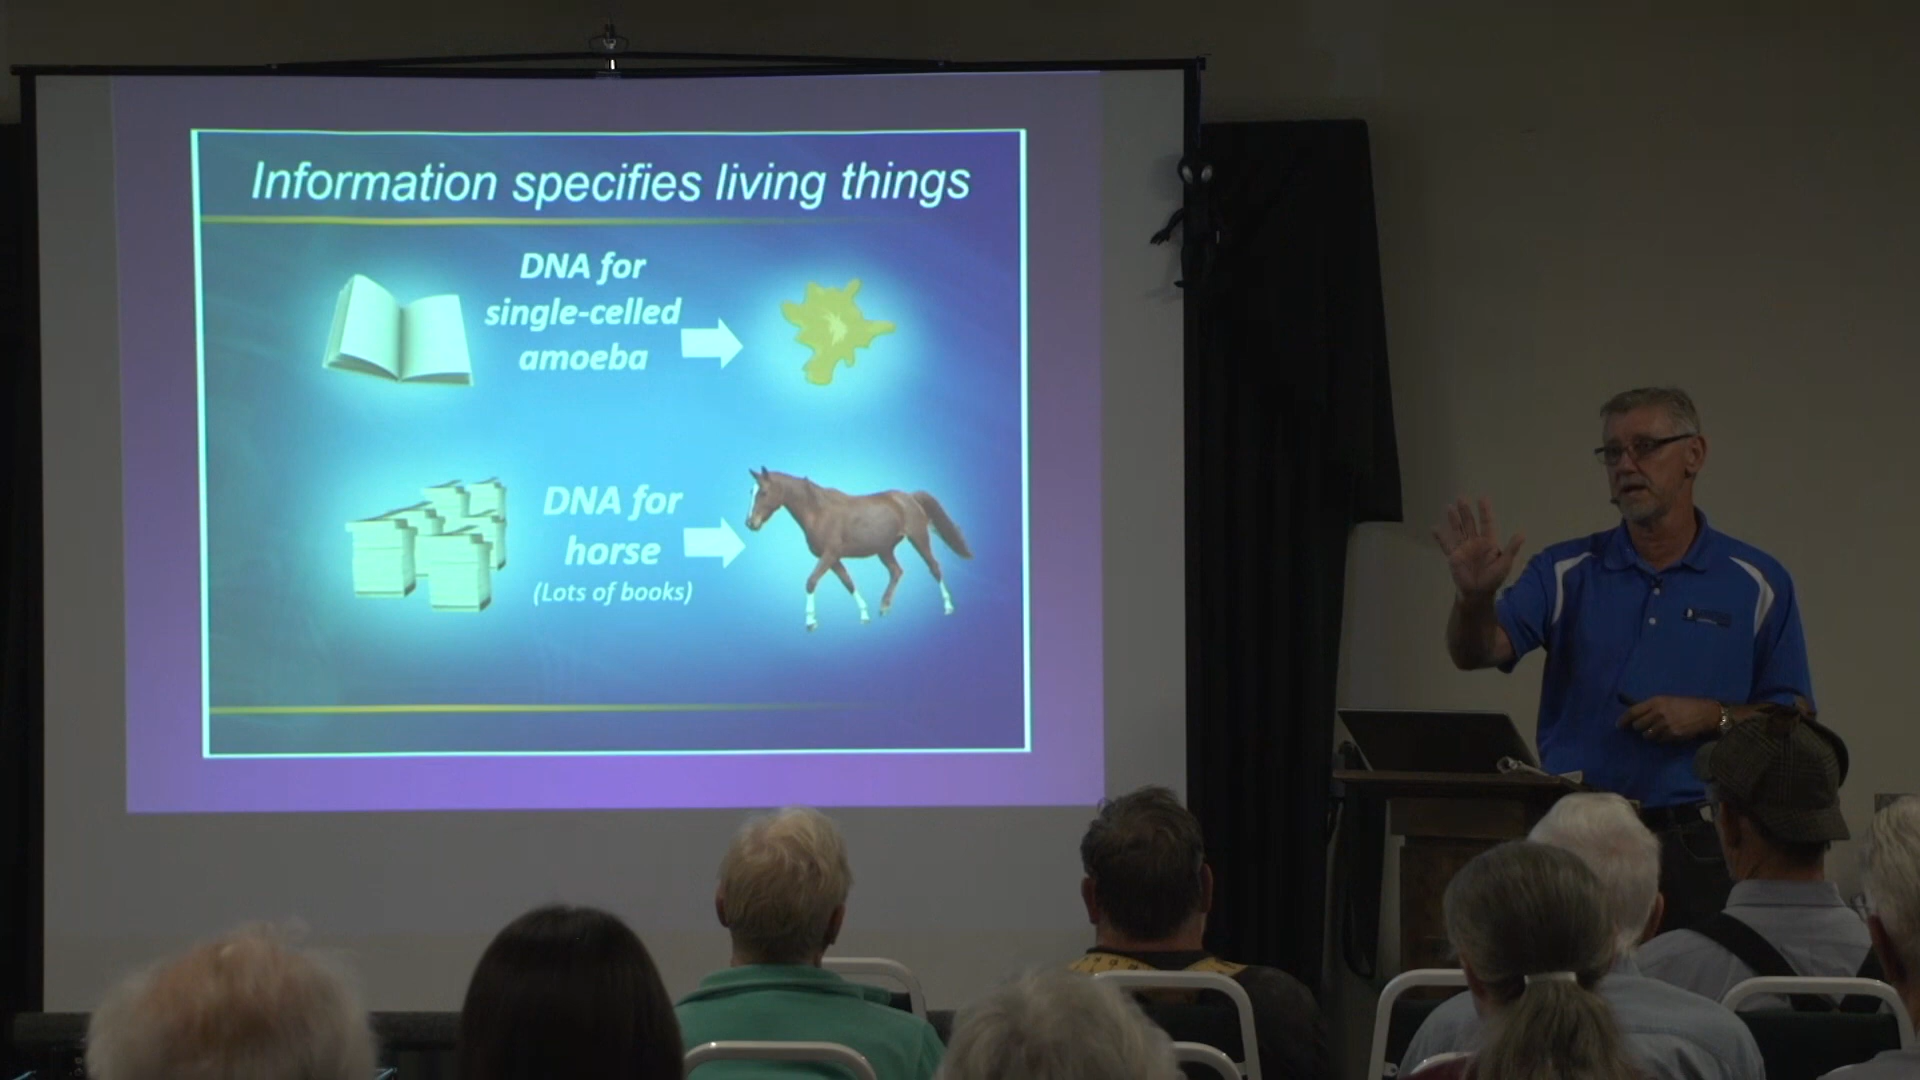 Information specifies living things
DNA for
single-celled
amoeba
DNA for
horse
(Lots of books)